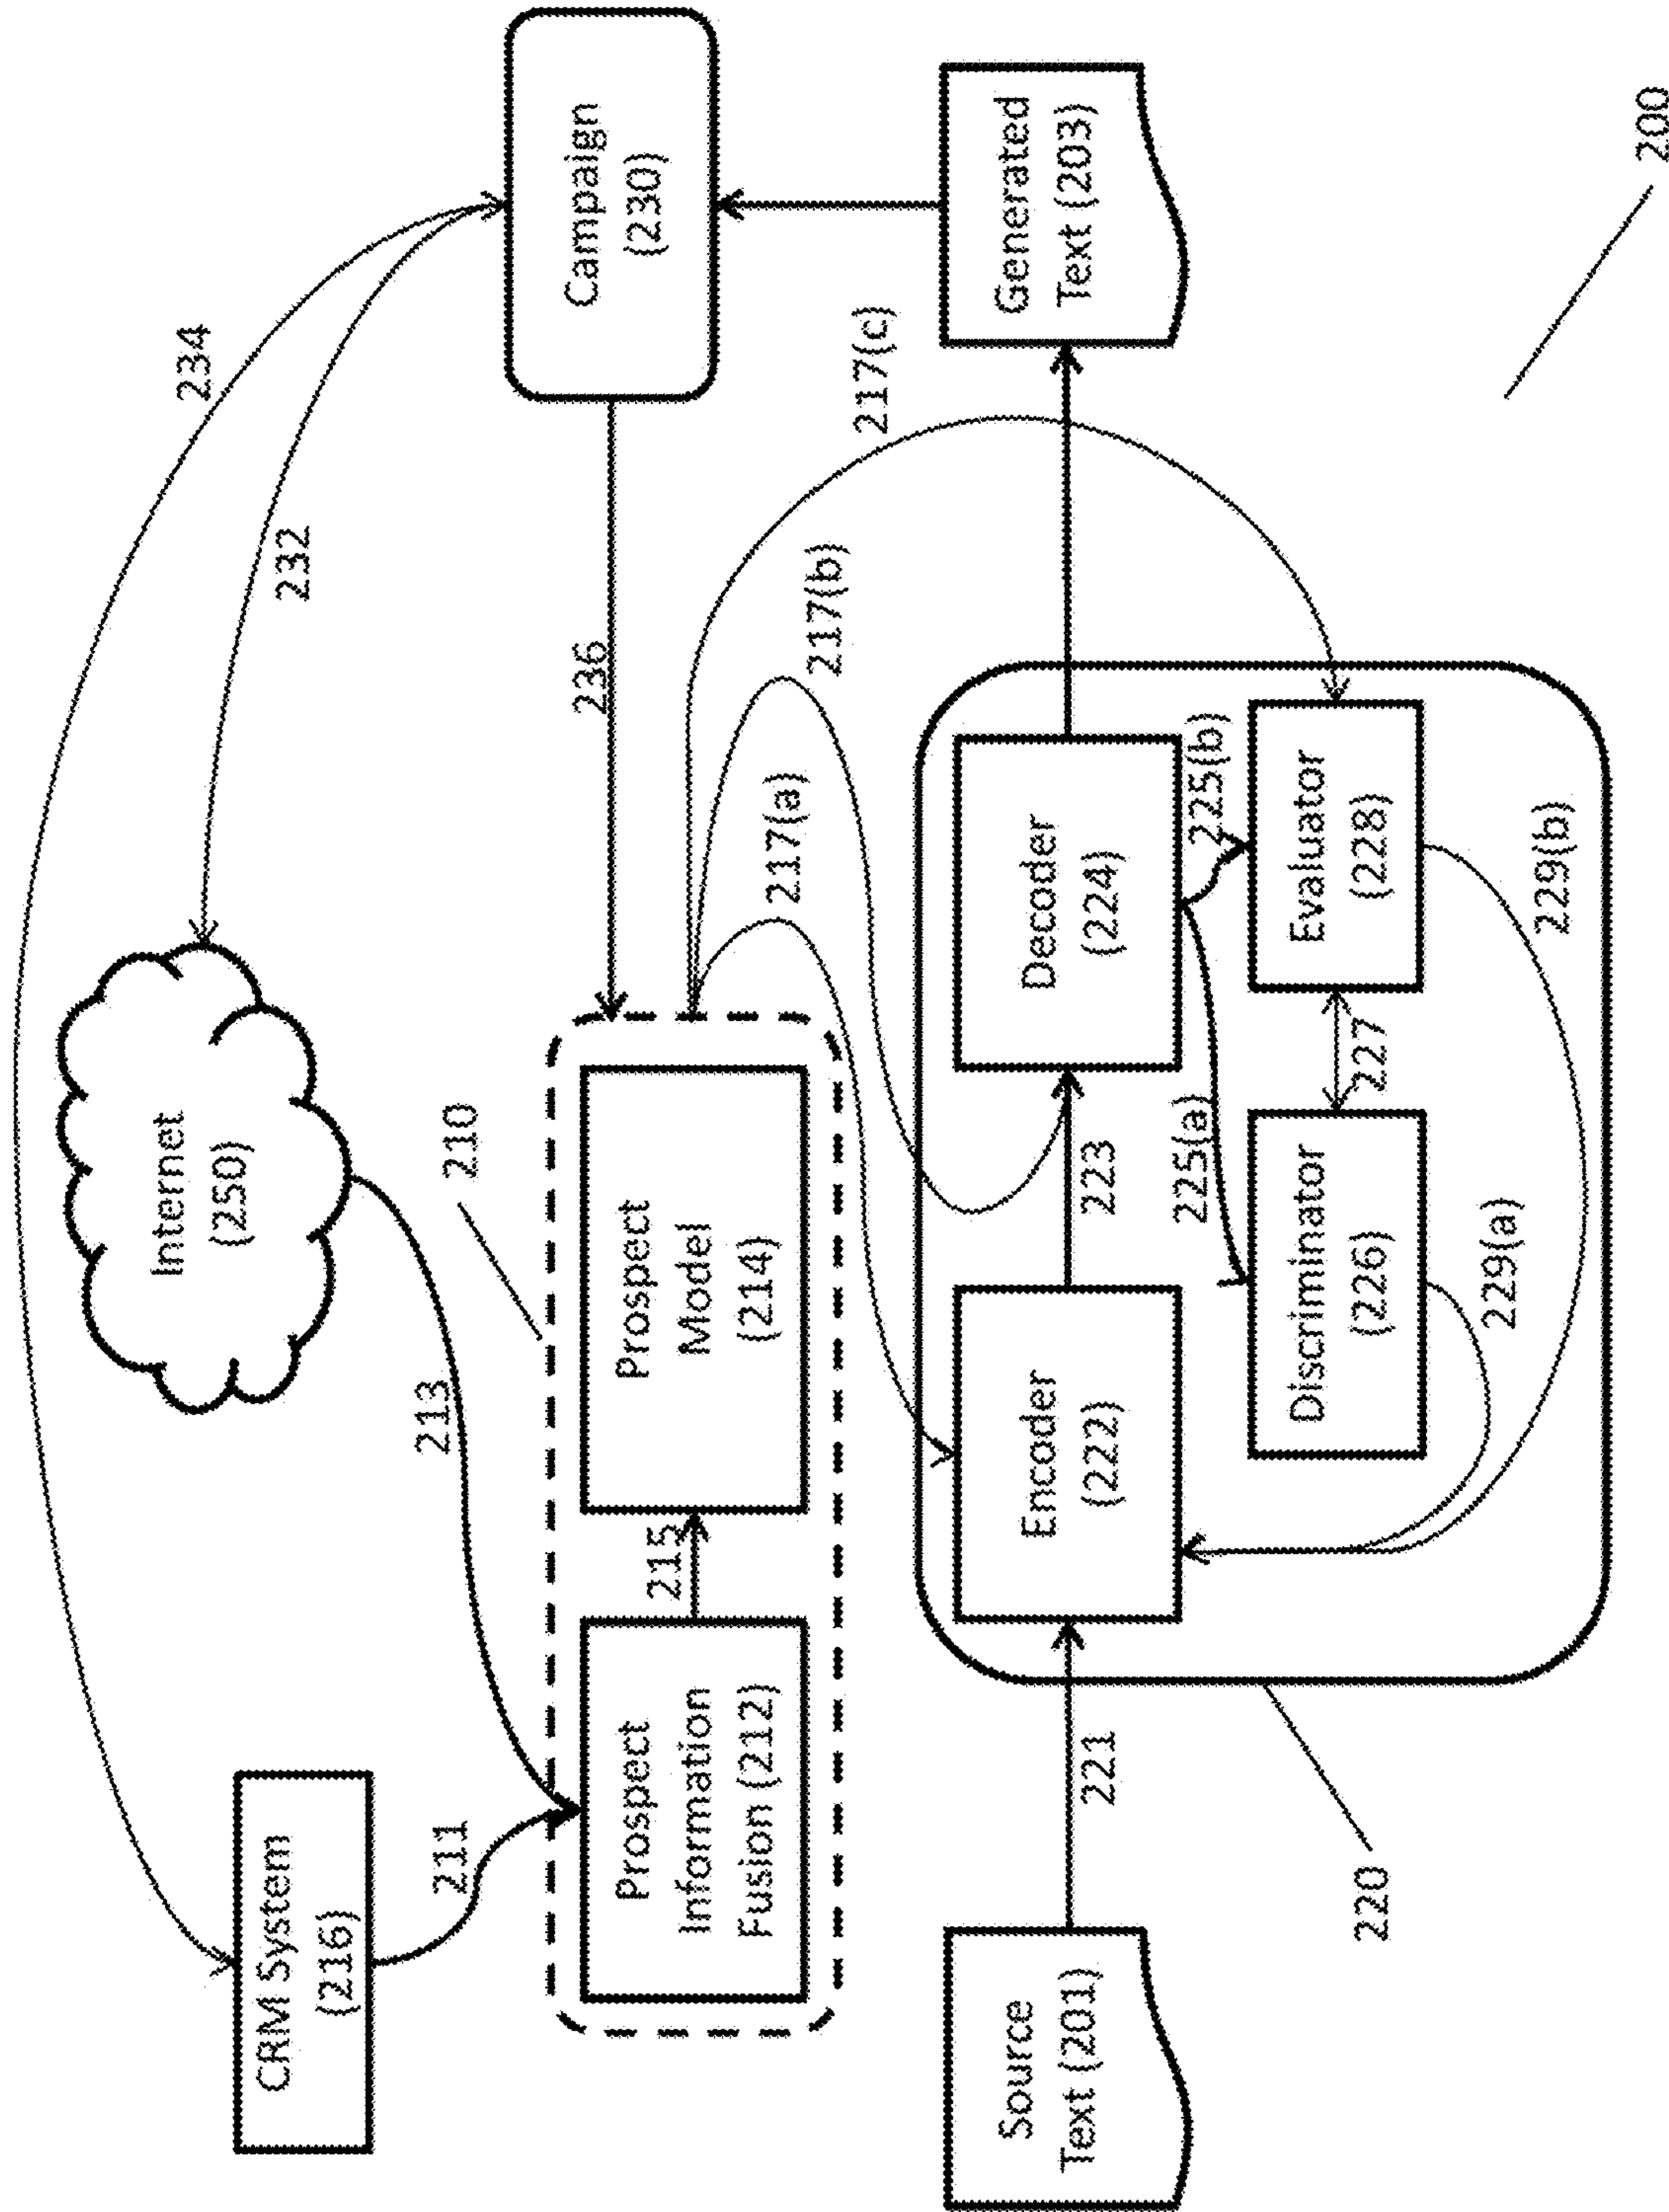 234
232
CRM System
(216)
Internet
(250)
Campaign
(230)
211
213
210
236
Prospect
Information
Fusion (212)
215
Prospect
Model
(214)
217(a)
217(b)
217(c)
Source
Text (201)
221
Encoder
(222)
223
Decoder
(224)
Generated
Text (203)
225(a)
225(b)
Discriminator
(226)
227
Evaluator
(228)
229(a)
229(b)
220
200